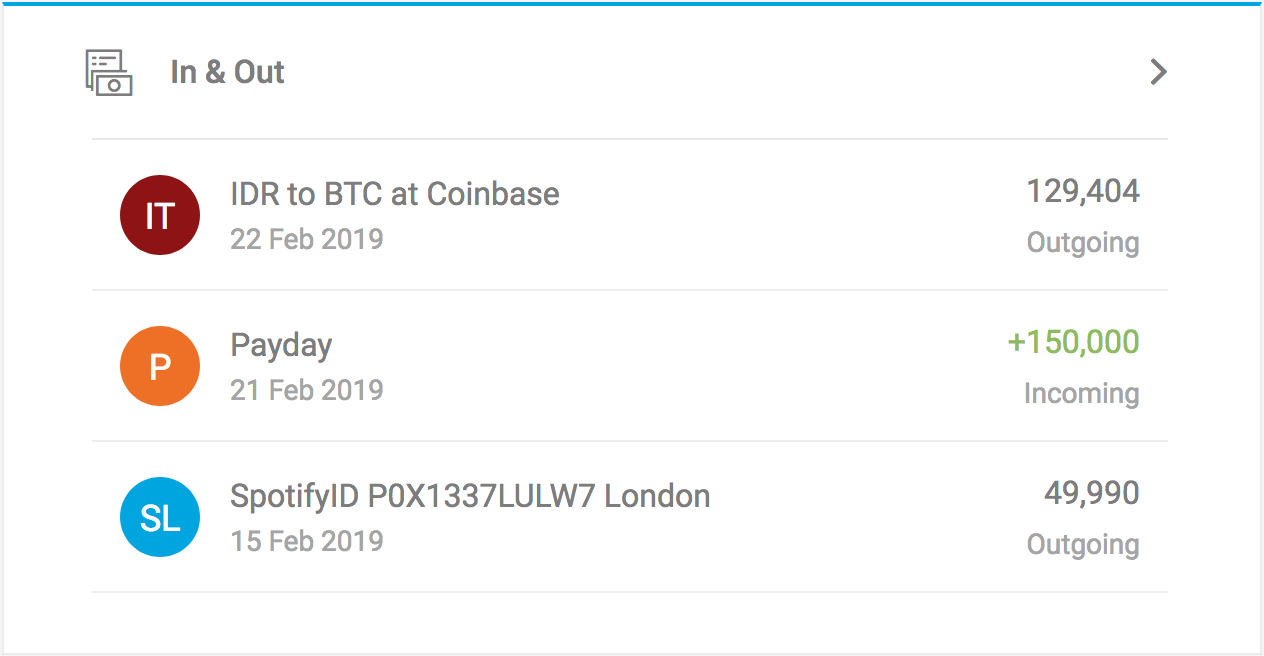 In & Out
IT
IDR to BTC at Coinbase
129,404
22 Feb 2019
Outgoing
P
Payday
+150,000
21 Feb 2019
Incoming
SL
SpotifyID P0X1337LULW7 London
49,990
15 Feb 2019
Outgoing